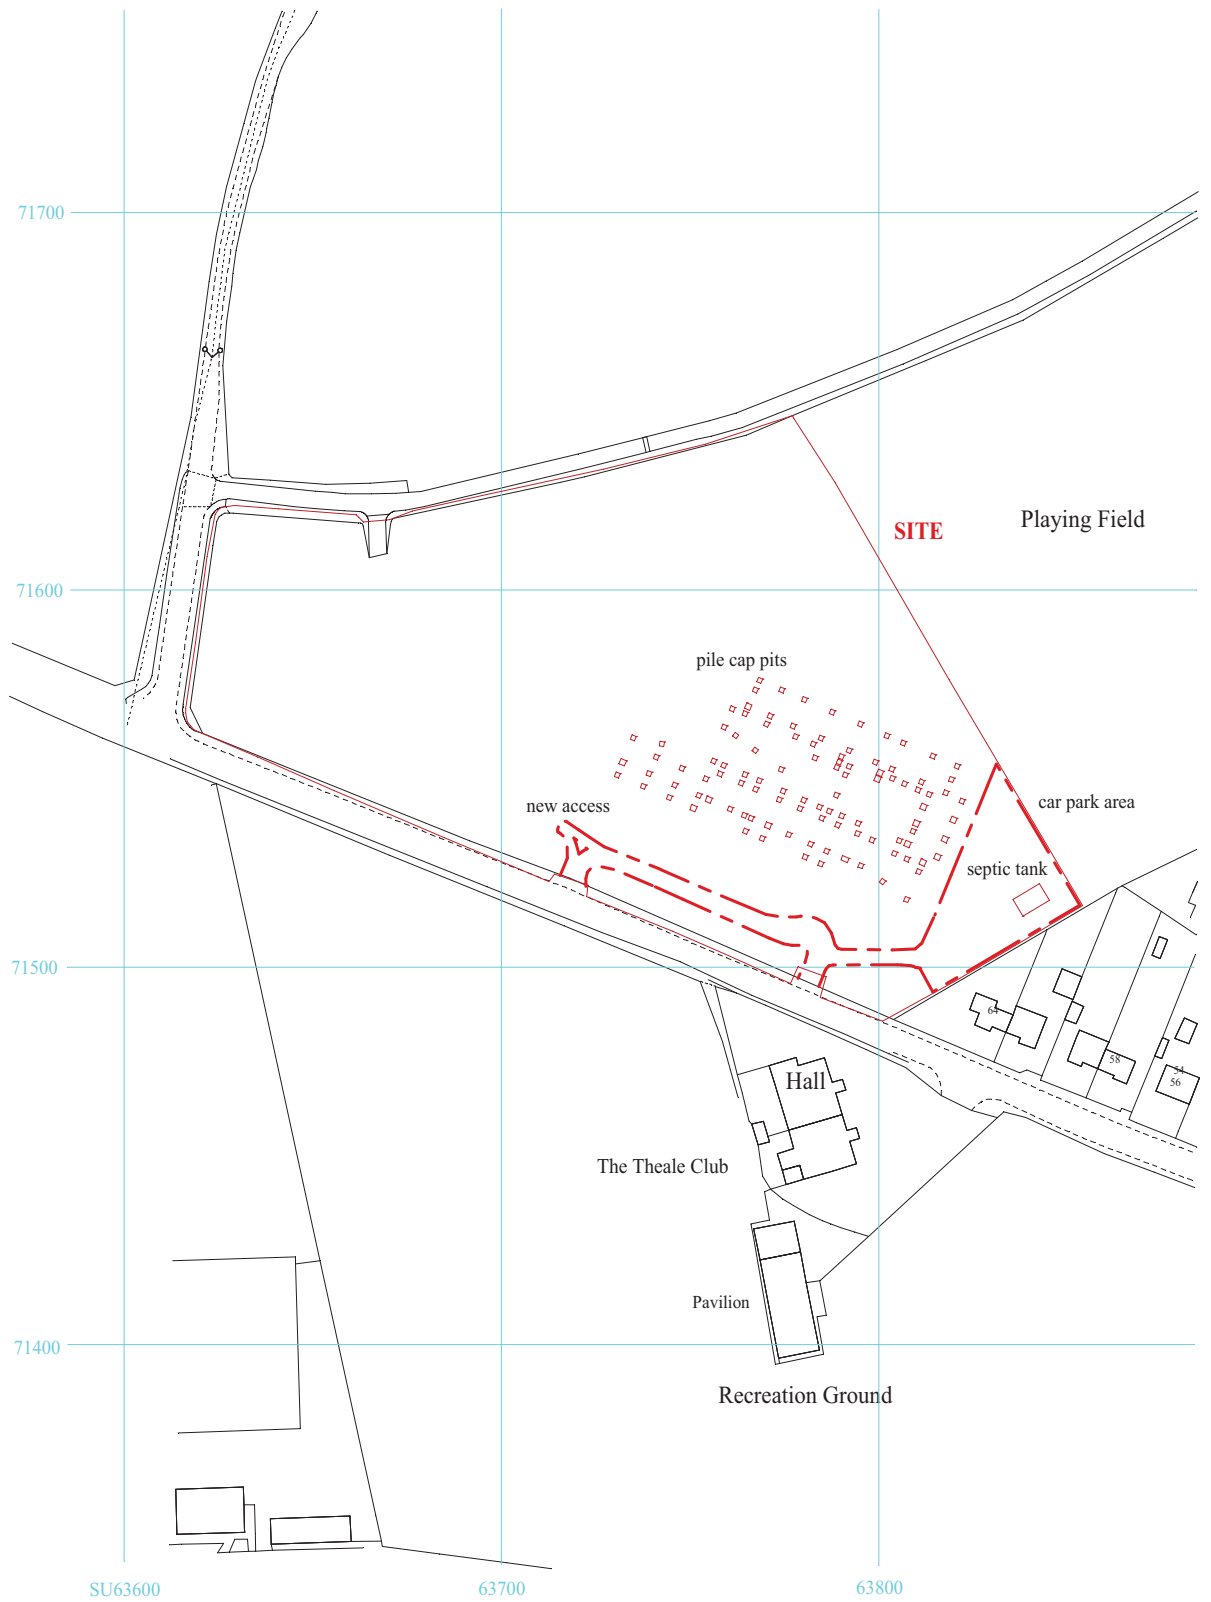 71700
Playing Field
SITE
71600
pile cap pits
new access
car park area
septic tank
71500
64
58
54
56
Hall
The Theale Club
Pavilion
71400
Recreation Ground
SU63600
63700
63800